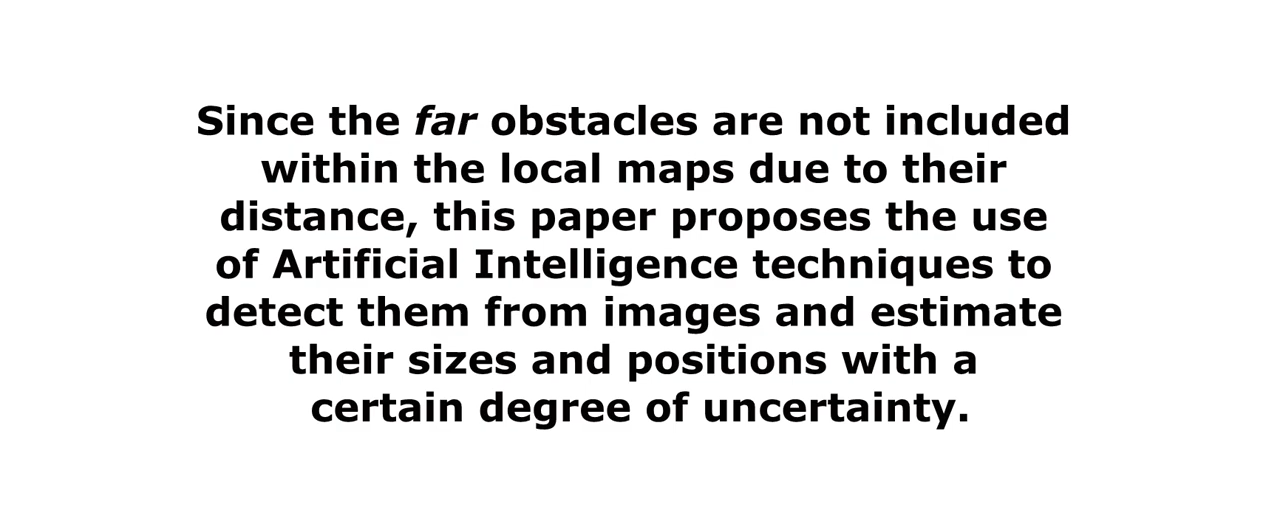 Since the far obstacles are not included
within the local maps due to their
distance, this paper proposes the use
of Artificial Intelligence techniques to
detect them from images and estimate
their sizes and positions with a
certain degree of uncertainty.